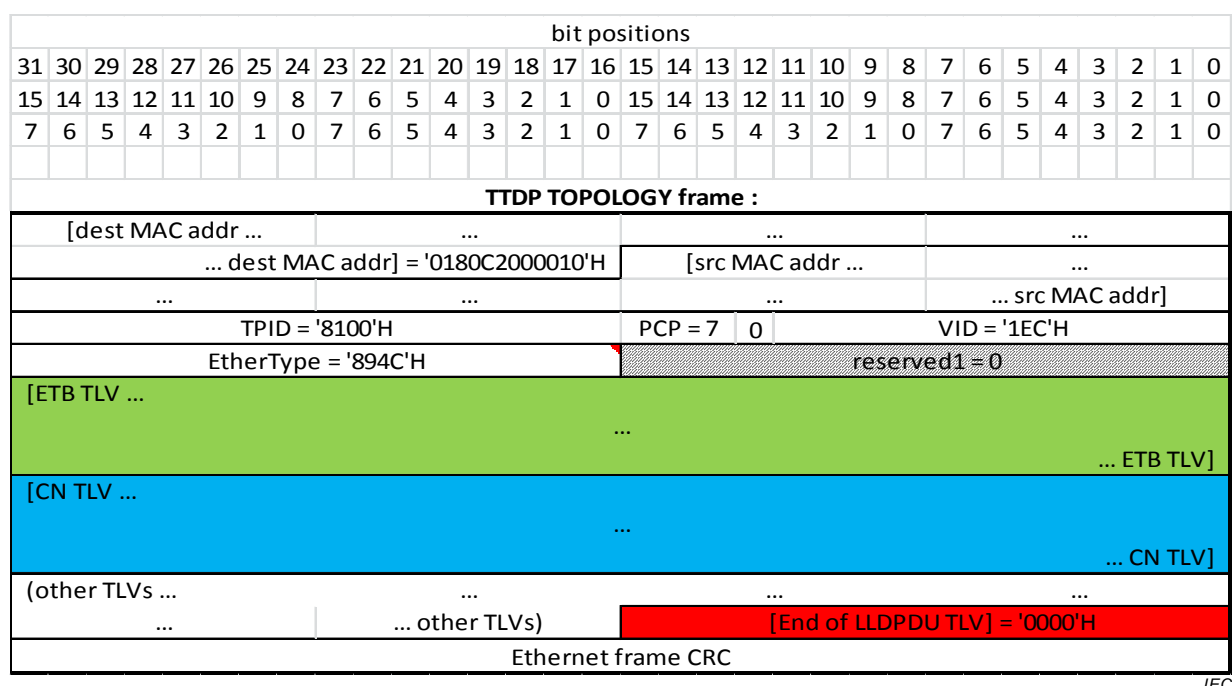 bit positions
31 30 29 28 27 26 25 24 23 22 21 20 19 18 17 16 15 14 13 12 11 10 9 8 7 6 5 4 3 2 1 0
15 14 13 12 11 10 9 8 7 6 5 4 3 2 1 0 15 14 13 12 11 10 9 8 7 6 5 4 3 2 1 0
7 6 5 4 3 2 1 0 7 6 5 4 3 2 1 0 7 6 5 4 3 2 1 0 7 6 5 4 3 2 1 0
TTDP TOPOLOGY frame :
[dest MAC addr ... ... ... ...
... dest MAC addr] = '0180C2000010'H [src MAC addr ... ...
... ... ... ... src MAC addr]
TPID = '8100'H PCP = 7 0 VID = '1EC'H
EtherType = '894C'H reserved1 = 0
[ETB TLV ...
...
... ETB TLV]
[CN TLV ...
...
... CN TLV]
(other TLVs ... ... ... ...
... ... other TLVs) [End of LLDPDU TLV] = '0000'H
Ethernet frame CRC
IEC